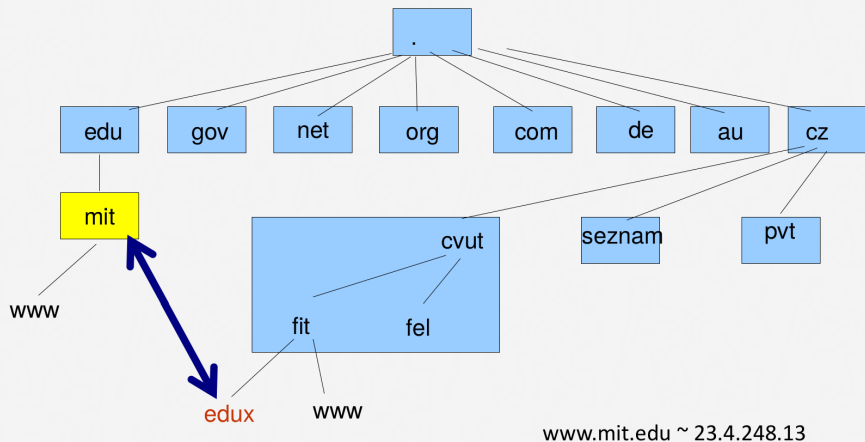 .
edu gov net org com de au cz
mit
cvut seznam pvt
www
fit fel
edux www
www.mit.edu ~ 23.4.248.13